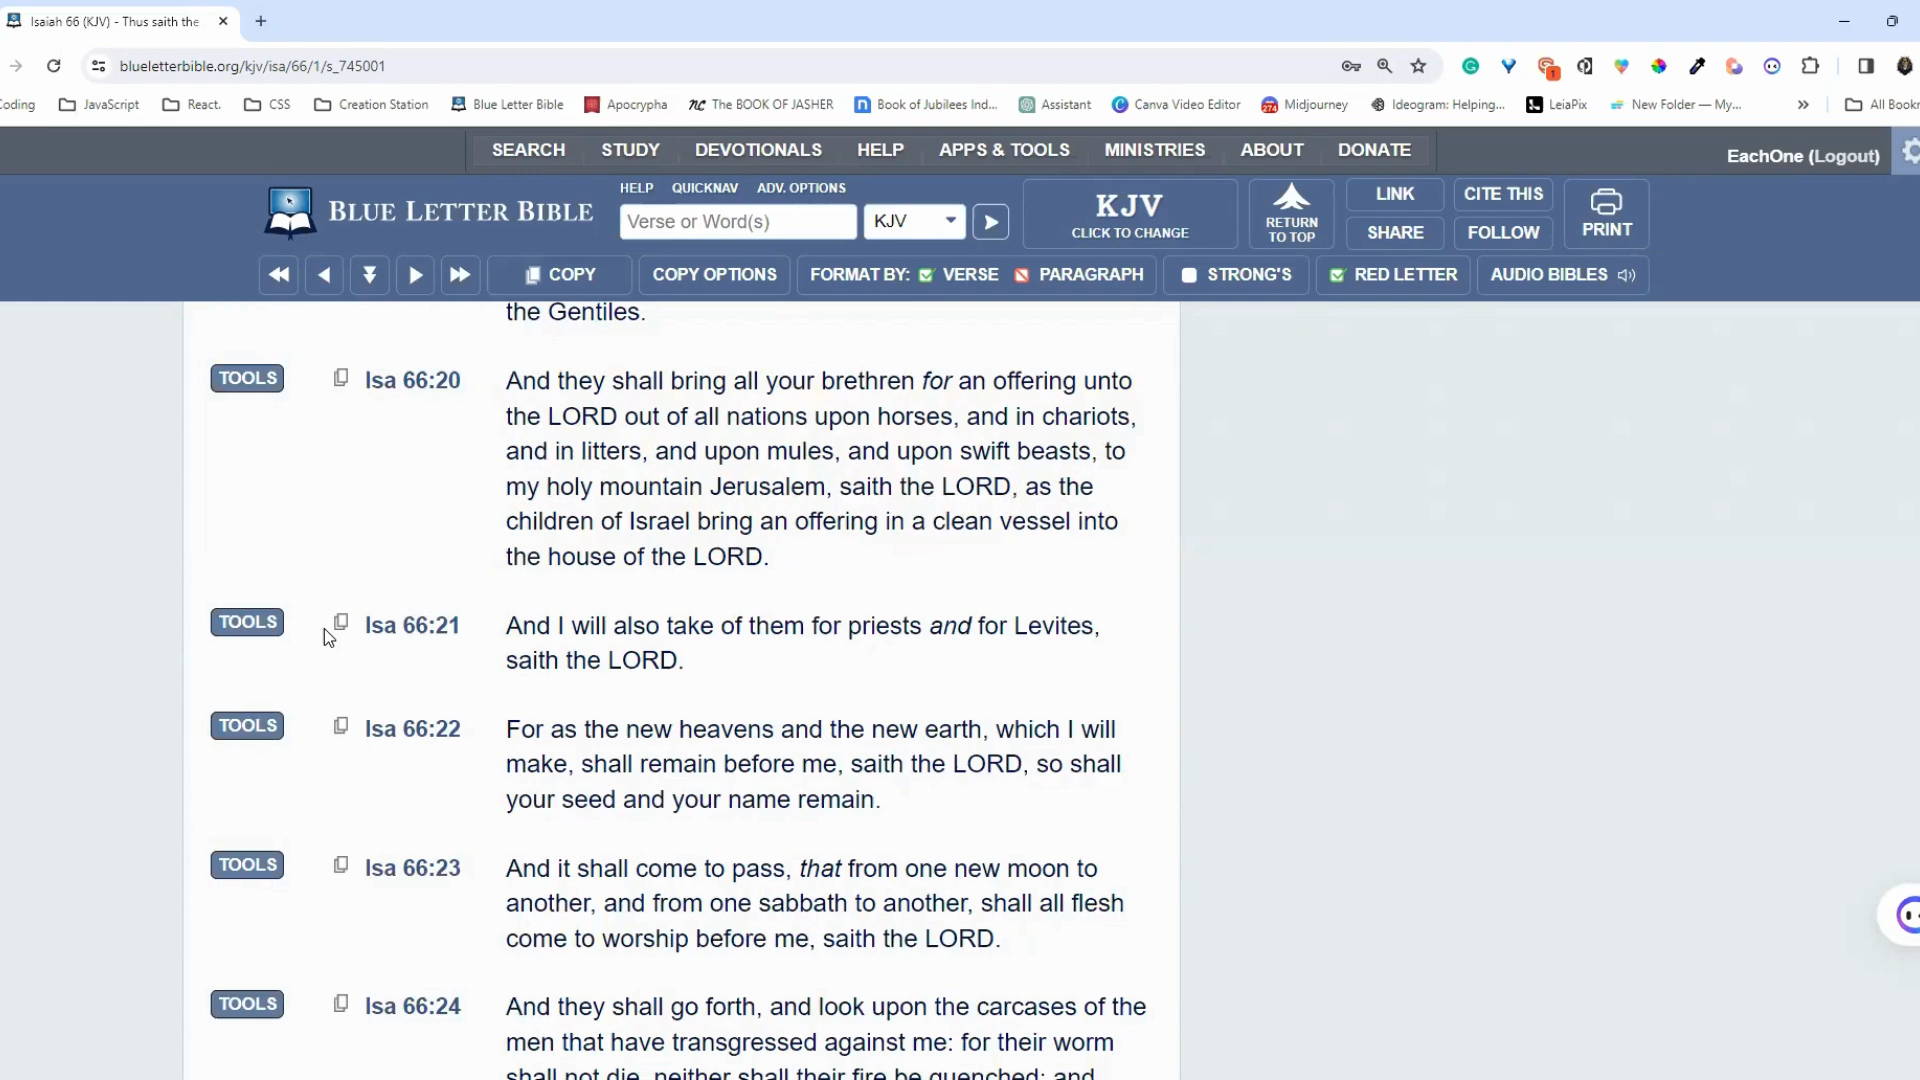 Isaiah 66 (KJV) - Thus saith the
blueletterbible.org/kjv/isa/66/1/s_745001
Coding JavaScript React. CSS Creation Station Blue Letter Bible Apocrypha The BOOK OF JASHER Book of Jubilees Ind... Assistant Canva Video Editor Midjourney Ideogram: Helping... LeiaPix New Folder — My... » All Bookr
SEARCH STUDY DEVOTIONALS HELP APPS & TOOLS MINISTRIES ABOUT DONATE
EachOne (Logout)
HELP QUICKNAV ADV. OPTIONS
BLUE LETTER BIBLE
Verse or Word(s) KJV
KJV
CLICK TO CHANGE
RETURN
TO TOP
LINK CITE THIS
SHARE FOLLOW
PRINT
COPY COPY OPTIONS FORMAT BY: VERSE PARAGRAPH STRONG'S RED LETTER AUDIO BIBLES
the Gentiles.
TOOLS Isa 66:20 And they shall bring all your brethren for an offering unto
the LORD out of all nations upon horses, and in chariots,
and in litters, and upon mules, and upon swift beasts, to
my holy mountain Jerusalem, saith the LORD, as the
children of Israel bring an offering in a clean vessel into
the house of the LORD.
TOOLS Isa 66:21 And I will also take of them for priests and for Levites,
saith the LORD.
TOOLS Isa 66:22 For as the new heavens and the new earth, which I will
make, shall remain before me, saith the LORD, so shall
your seed and your name remain.
TOOLS Isa 66:23 And it shall come to pass, that from one new moon to
another, and from one sabbath to another, shall all flesh
come to worship before me, saith the LORD.
TOOLS Isa 66:24 And they shall go forth, and look upon the carcases of the
men that have transgressed against me: for their worm
shall not die, neither shall their fire be quenched; and